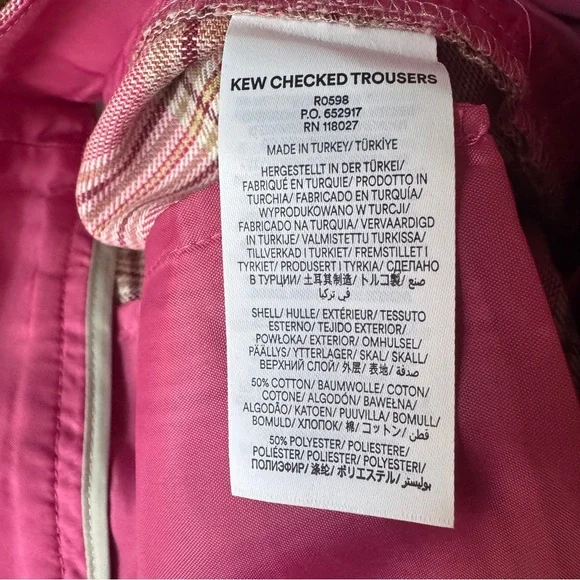 KEW CHECKED TROUSERS
R0598
P.O. 652917
RN 118027
MADE IN TURKEY/ TÜRKİYE
HERGESTELLT IN DER TÜRKEI/
FABRIQUÉ EN TURQUIE/ PRODOTTO IN
TURCHIA/ FABRICADO EN TURQUÍA/
WYPRODUKOWANO W TURCJI/
FABRICADO NA TURQUIA/ VERVAARDIGD
IN TURKIJE/ VALMISTETTU TURKISSA/
TILLVERKAD I TURKIET/ FREMSTILLET I
TYRKIET/ PRODUSERT I TYRKIA/ СДЕЛАНО
В ТУРЦИИ/ 土耳其制造/ トルコ製/ صنع
في تركيا
SHELL/ HULLE/ EXTÉRIEUR/ TESSUTO
ESTERNO/ TEJIDO EXTERIOR/
POWŁOKA/ EXTERIOR/ OMHULSEL/
PÄÄLLYS/ YTTERLAGER/ SKAL/ SKALL/
ВЕРХНИЙ СЛОЙ/ 外层/ 表地/ صدفة
50% COTTON/ BAUMWOLLE/ COTON/
COTONE/ ALGODÓN/ BAWEŁNA/
ALGODÃO/ KATOEN/ PUUVILLA/ BOMULL/
BOMULD/ ХЛОПОК/ 棉/ コットン/ قطن
50% POLYESTER/ POLIESTERE/
POLIÉSTER/ POLYESTER/ POLYESTERI/
ПОЛИЭФИР/ 涤纶/ ポリエステル/ بوليستر